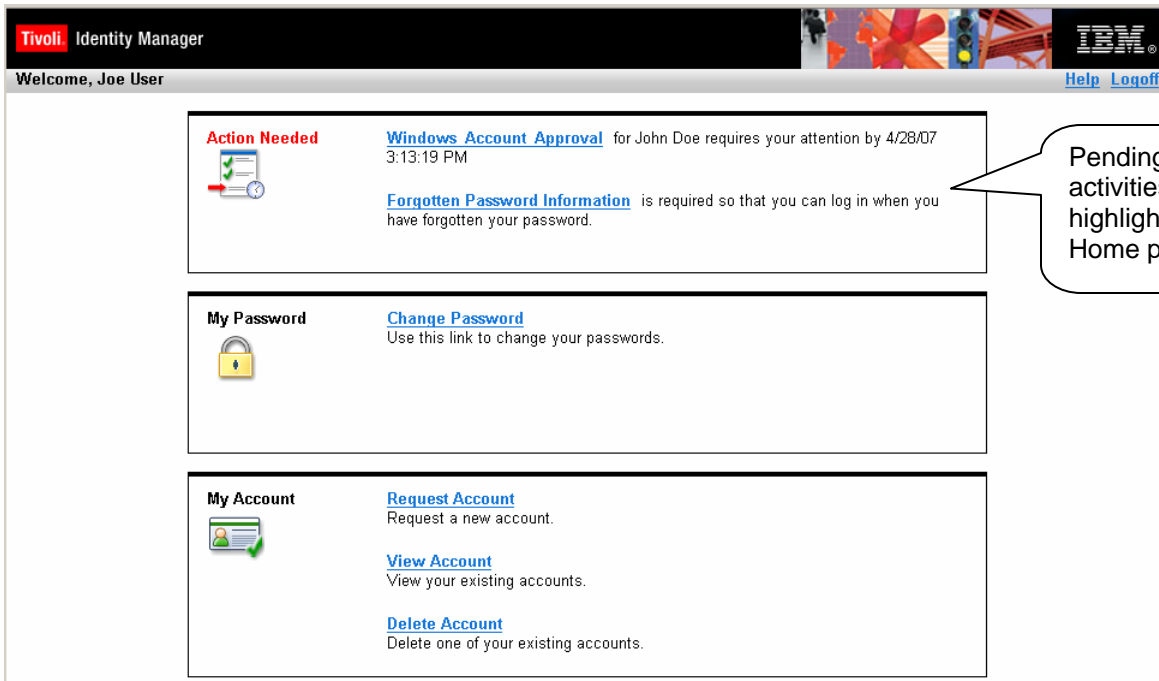 Tivoli. Identity Manager
IBM®
Welcome, Joe User
Help Logoff
Action Needed
Windows Account Approval for John Doe requires your attention by 4/28/07
3:13:19 PM
Forgotten Password Information is required so that you can log in when you
have forgotten your password.
Pending
activities
highligh
Home p
My Password
Change Password
Use this link to change your passwords.
My Account
Request Account
Request a new account.
View Account
View your existing accounts.
Delete Account
Delete one of your existing accounts.